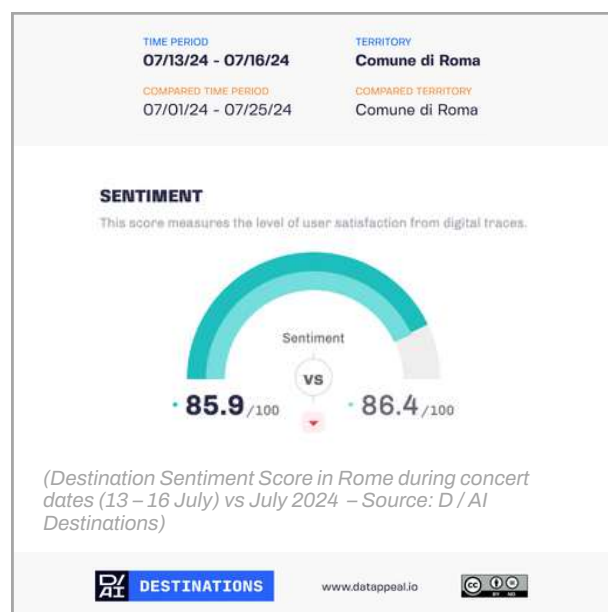 TIME PERIOD
07/13/24 - 07/16/24
TERRITORY
Comune di Roma
COMPARED TIME PERIOD
07/01/24 - 07/25/24
COMPARED TERRITORY
Comune di Roma
SENTIMENT
This score measures the level of user satisfaction from digital traces.
Sentiment
VS
85.9/100
86.4/100
(Destination Sentiment Score in Rome during concert
dates (13 – 16 July) vs July 2024 – Source: D / AI
Destinations)
D/
AI
DESTINATIONS
www.datappeal.io
cc